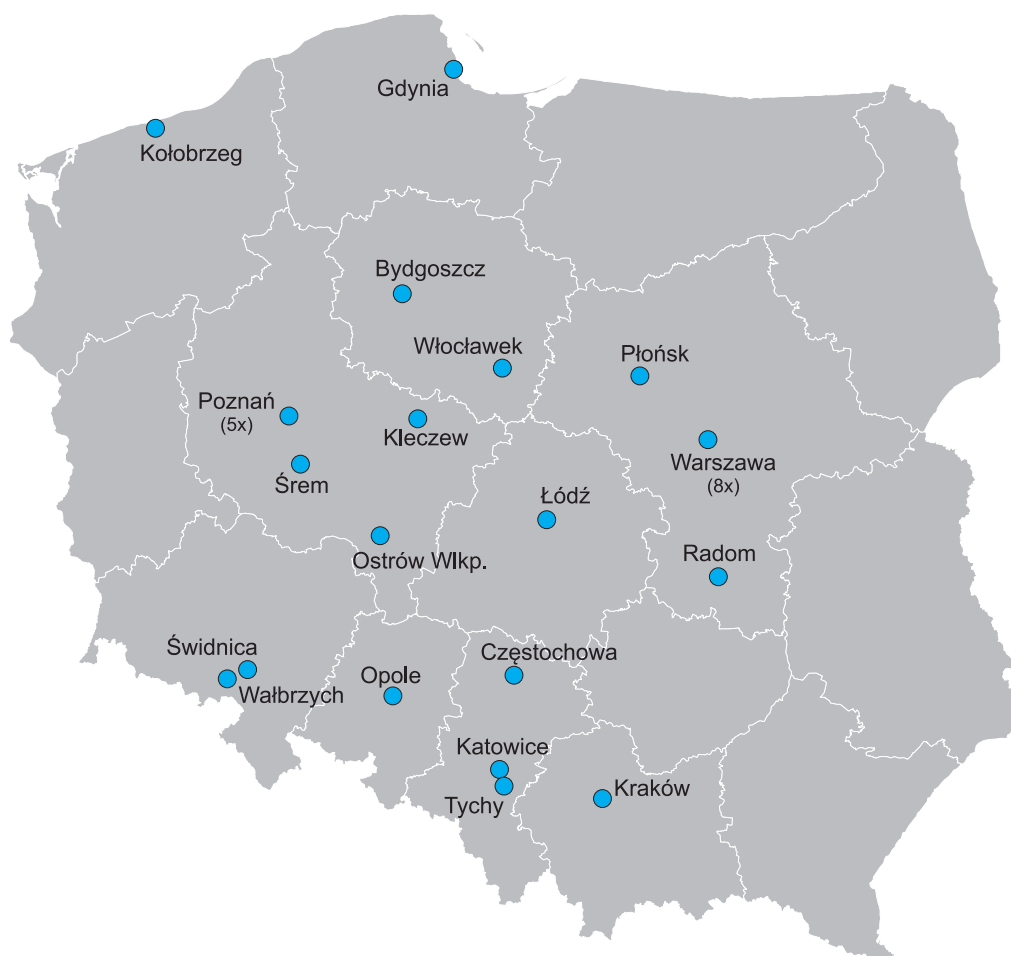 Gdynia
Kołobrzeg
Bydgoszcz
Włocławek
Płońsk
Poznań
(5x)
Kleczew
Warszawa
(8x)
Śrem
Łódź
Ostrów Wlkp.
Radom
Świdnica
Wałbrzych
Opole
Częstochowa
Katowice
Tychy
Kraków